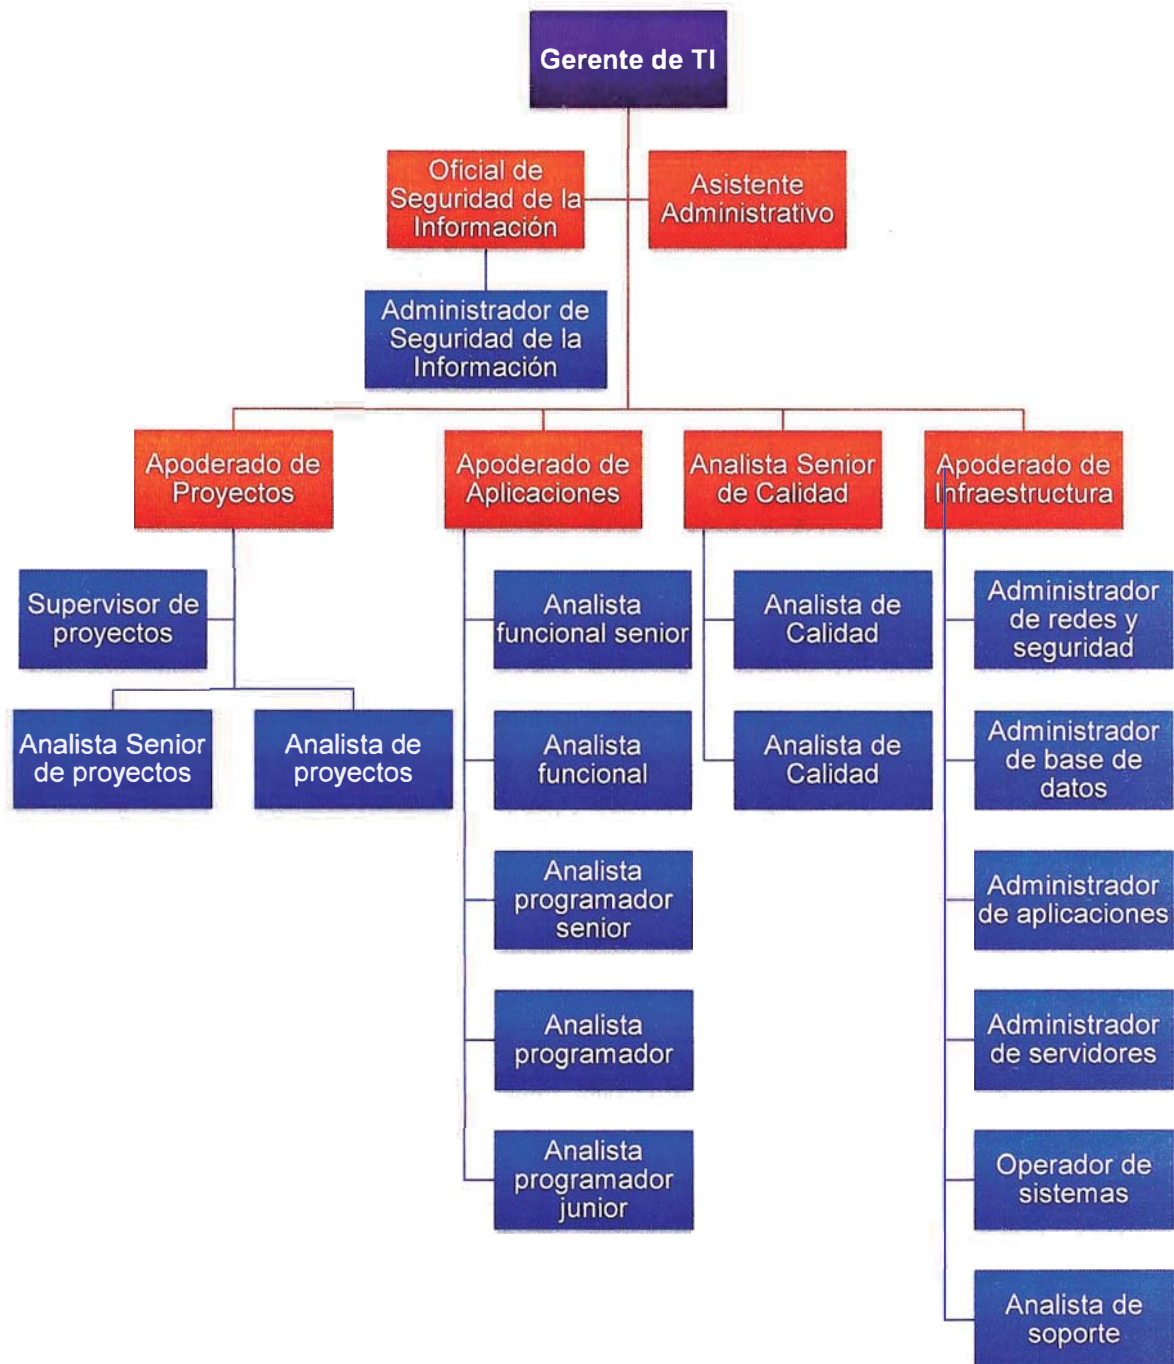 Gerente de TI
Oficial de
Seguridad de la
Información
Asistente
Administrativo
Administrador de
Seguridad de la
Información
Apoderado de
Proyectos
Apoderado de
Aplicaciones
Analista Senior
de Calidad
Apoderado de
Infraestructura
Supervisor de
proyectos
Analista Senior
de proyectos
Analista de
proyectos
Analista
funcional senior
Analista
funcional
Analista
programador
senior
Analista
programador
Analista
programador
junior
Analista de
Calidad
Analista de
Calidad
Administrador
de redes y
seguridad
Administrador
de base de
datos
Administrador
de aplicaciones
Administrador
de servidores
Operador de
sistemas
Analista de
soporte